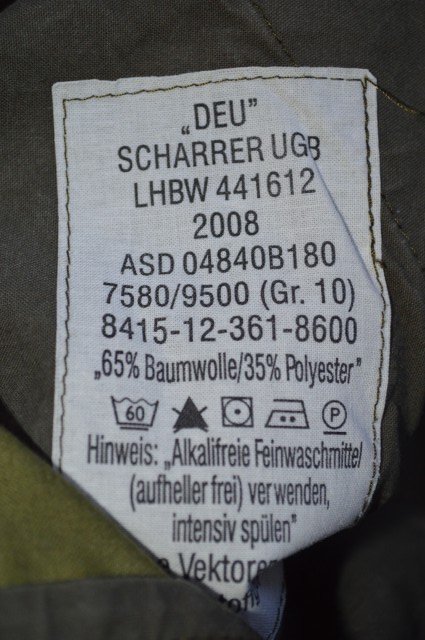 „DEU”
SCHARRER UGB
LHBW 441612
2008
ASD 04840B180
7580/9500 (Gr. 10)
8415-12-361-8600
„65% Baumwolle/35% Polyester”
60 P
Hinweis: „Alkalifreie Feinwaschmittel
(aufheller frei) verwenden,
intensiv spülen”